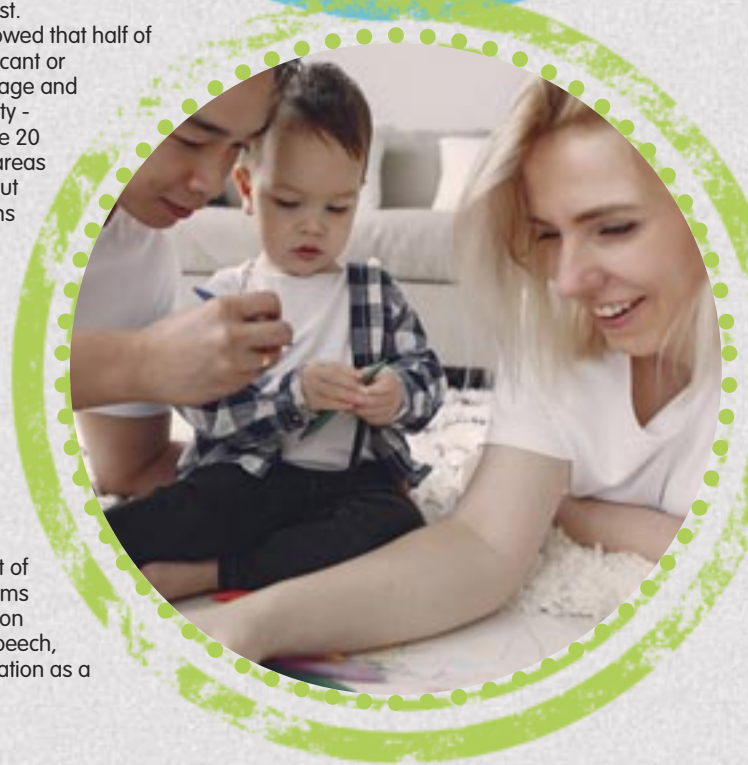 st.
owed that half of
cant or
age and
ty -
e 20
areas
ut
ns
t of
ms
on
peech,
ation as a